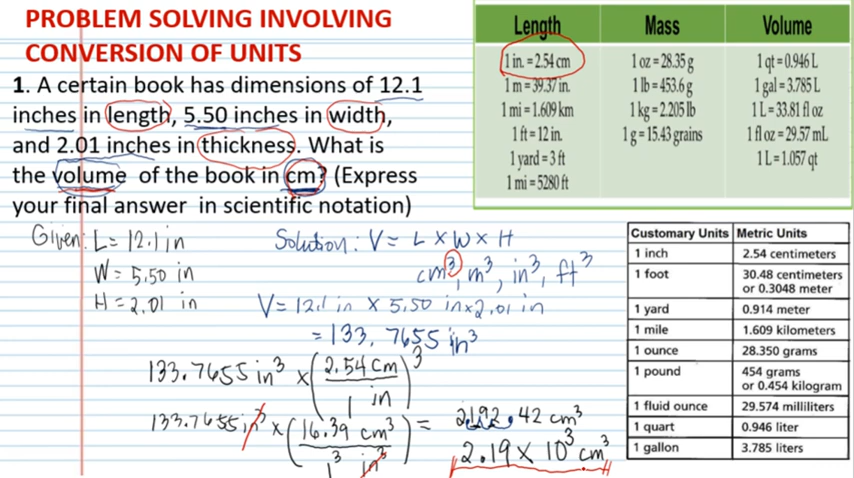 PROBLEM SOLVING INVOLVING
CONVERSION OF UNITS
1. A certain book has dimensions of 12.1
inches in length, 5.50 inches in width,
and 2.01 inches in thickness. What is
the volume of the book in cm? (Express
your final answer in scientific notation)
Length Mass Volume
1 in. = 2.54 cm 1 oz = 28.35 g 1 qt = 0.946 L
1 m = 39.37 in. 1 lb = 453.6 g 1 gal = 3.785 L
1 mi = 1.609 km 1 kg = 2.205 lb 1 L = 33.81 fl oz
1 ft = 12 in. 1 g = 15.43 grains 1 fl oz = 29.57 mL
1 yard = 3 ft 1 L = 1.057 qt
1 mi = 5280 ft
Given: L = 12.1 in
W = 5.50 in
H = 2.01 in
Solution: V = L X W X H
cm³, m³, in³, ft³
V = 12.1 in x 5.50 in x 2.01 in
= 133.7655 in³
133.7655 in³ x (2.54 cm / 1 in)³
133.7655 in³ x (16.39 cm³ / 1³ in³) = 2192.42 cm³
2.19 x 10³ cm³
Customary Units Metric Units
1 inch 2.54 centimeters
1 foot 30.48 centimeters
or 0.3048 meter
1 yard 0.914 meter
1 mile 1.609 kilometers
1 ounce 28.350 grams
1 pound 454 grams
or 0.454 kilogram
1 fluid ounce 29.574 milliliters
1 quart 0.946 liter
1 gallon 3.785 liters